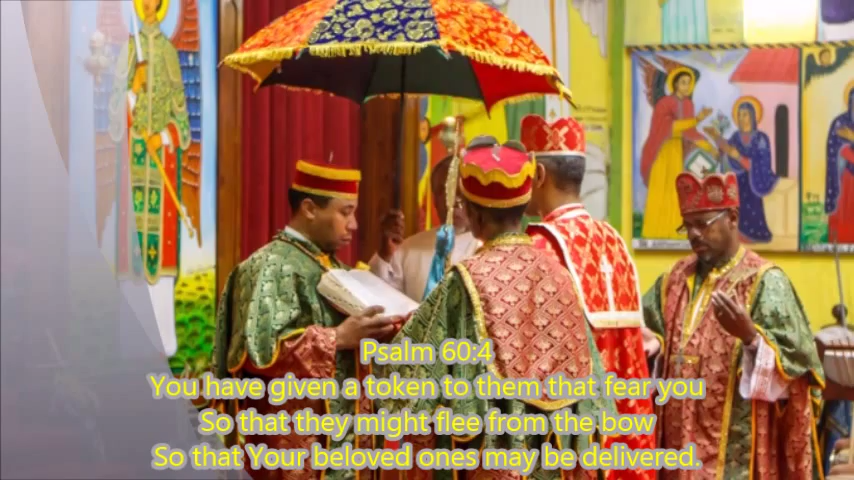 Psalm 60:4
You have given a token to them that fear you
So that they might flee from the bow
So that Your beloved ones may be delivered.